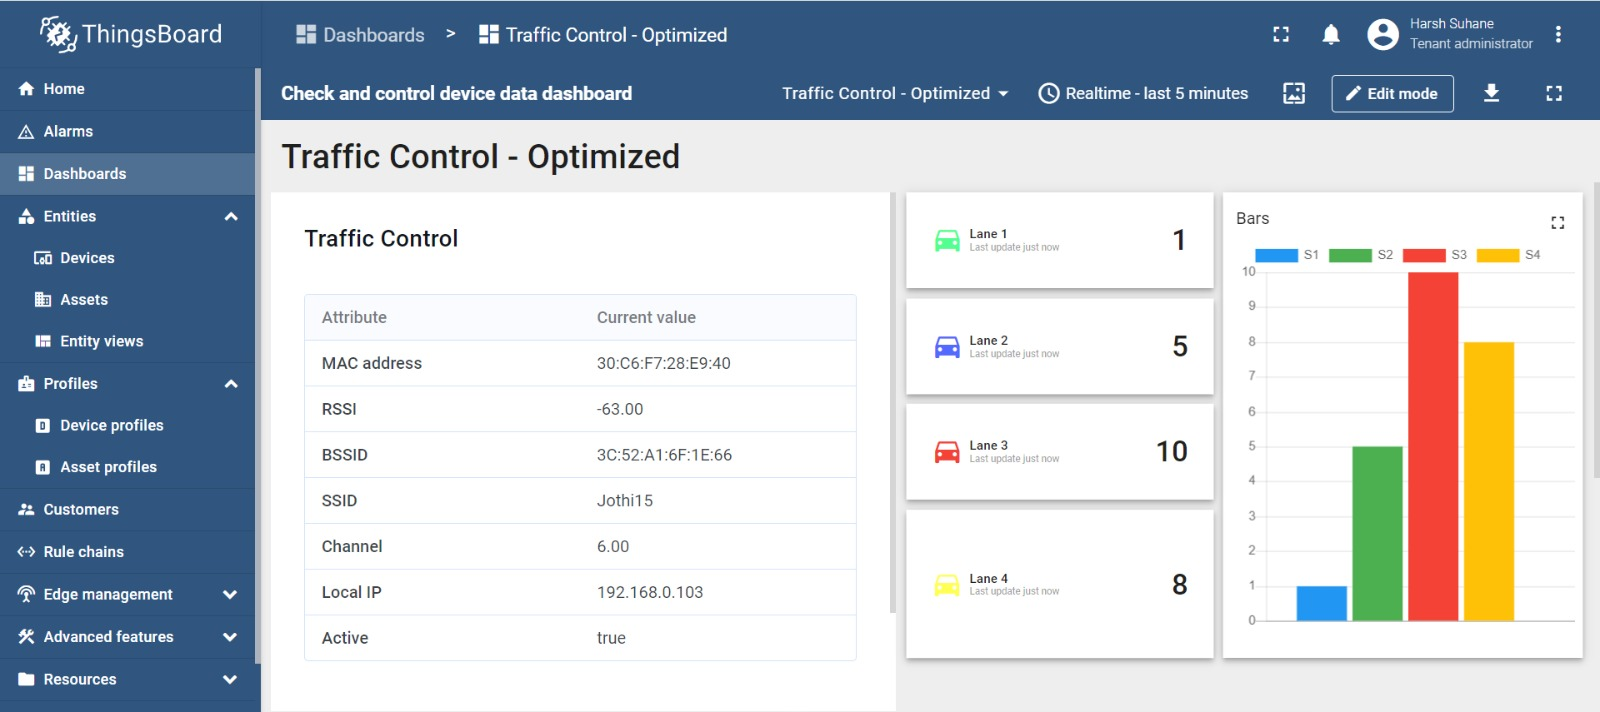 ThingsBoard
Dashboards > Traffic Control - Optimized
Harsh Suhane
Tenant administrator
Home
Alarms
Dashboards
Entities
Devices
Assets
Entity views
Profiles
Device profiles
Asset profiles
Customers
Rule chains
Edge management
Advanced features
Resources
Check and control device data dashboard
Traffic Control - Optimized
Realtime - last 5 minutes
Edit mode
Traffic Control - Optimized
Traffic Control
Attribute Current value
MAC address 30:C6:F7:28:E9:40
RSSI -63.00
BSSID 3C:52:A1:6F:1E:66
SSID Jothi15
Channel 6.00
Local IP 192.168.0.103
Active true
Lane 1
Last update just now
1
Lane 2
Last update just now
5
Lane 3
Last update just now
10
Lane 4
Last update just now
8
Bars
S1 S2 S3 S4
10
9
8
7
6
5
4
3
2
1
0